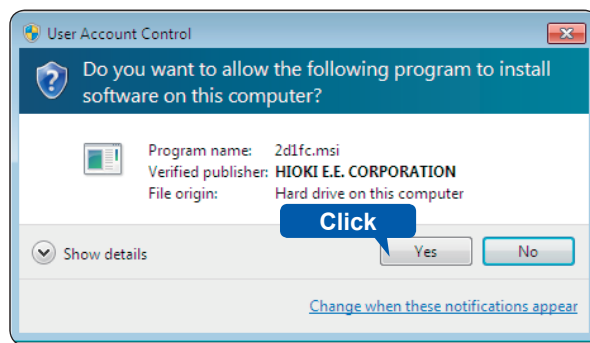 User Account Control
Do you want to allow the following program to install
software on this computer?
Program name: 2d1fc.msi
Verified publisher: HIOKI E.E. CORPORATION
File origin: Hard drive on this computer
Click
Show details
Yes
No
Change when these notifications appear